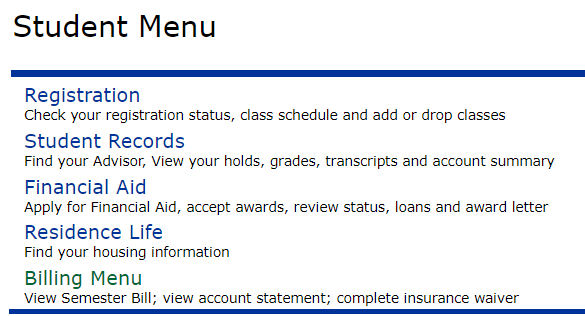 Student Menu
Registration
Check your registration status, class schedule and add or drop classes
Student Records
Find your Advisor, View your holds, grades, transcripts and account summary
Financial Aid
Apply for Financial Aid, accept awards, review status, loans and award letter
Residence Life
Find your housing information
Billing Menu
View Semester Bill; view account statement; complete insurance waiver